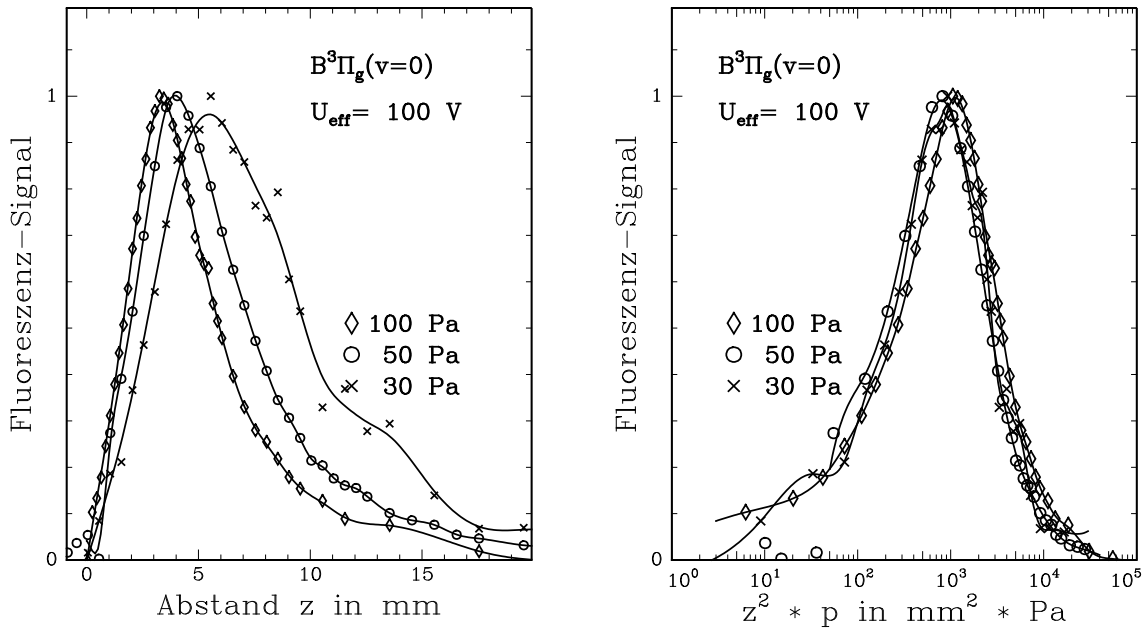 1
B³Π_g(v=0)
U_eff= 100 V
100 Pa
50 Pa
30 Pa
Fluoreszenz-Signal
0
0 5 10 15
Abstand z in mm
1
B³Π_g(v=0)
U_eff= 100 V
100 Pa
50 Pa
30 Pa
Fluoreszenz-Signal
0
10⁰ 10¹ 10² 10³ 10⁴ 10⁵
z² * p in mm² * Pa